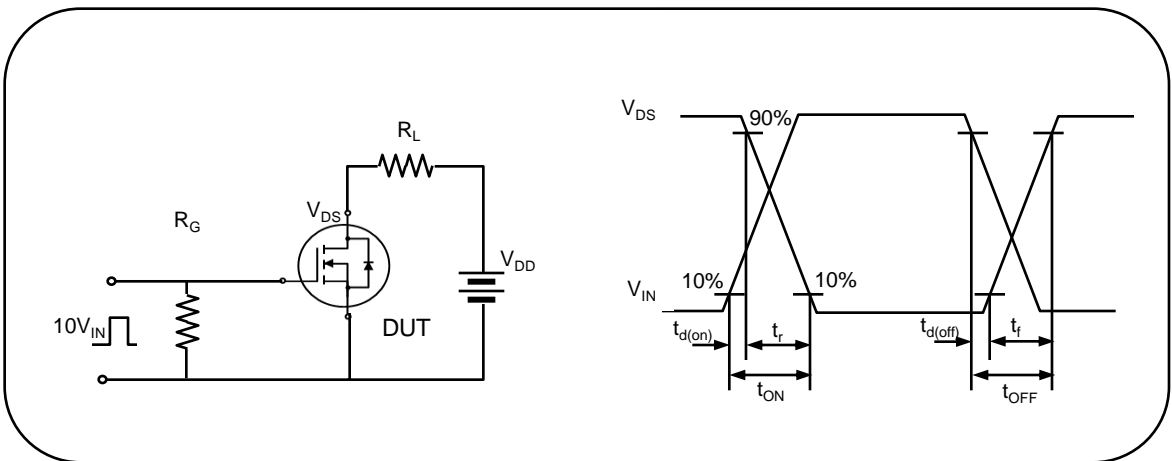 R_L
V_DS
R_G
V_DD
10V_IN
DUT
V_DS
90%
10%
10%
V_IN
t_d(on)
t_r
t_d(off)
t_f
t_ON
t_OFF